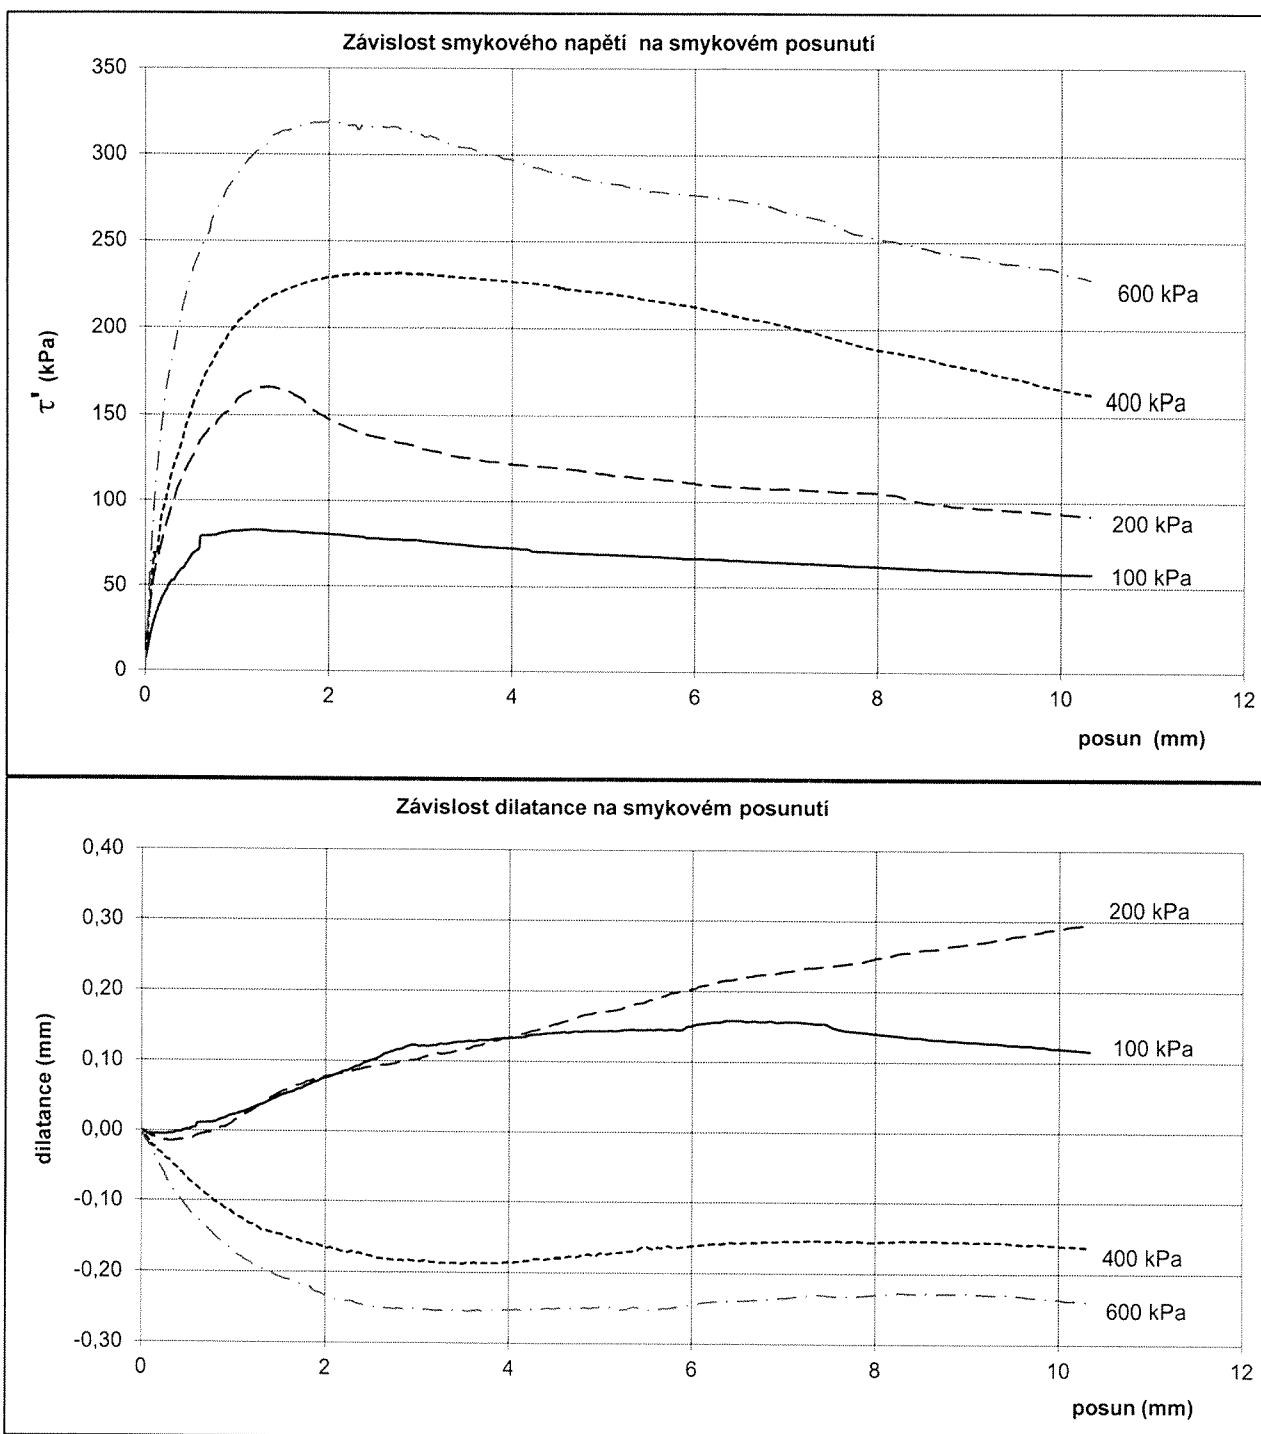 Závislost smykového napětí na smykovém posunutí
350
300
250
200
150
100
50
0
τ' (kPa)
600 kPa
400 kPa
200 kPa
100 kPa
0 2 4 6 8 10 12
posun (mm)
Závislost dilatance na smykovém posunutí
0,40
0,30
0,20
0,10
0,00
-0,10
-0,20
-0,30
dilatance (mm)
200 kPa
100 kPa
400 kPa
600 kPa
0 2 4 6 8 10 12
posun (mm)